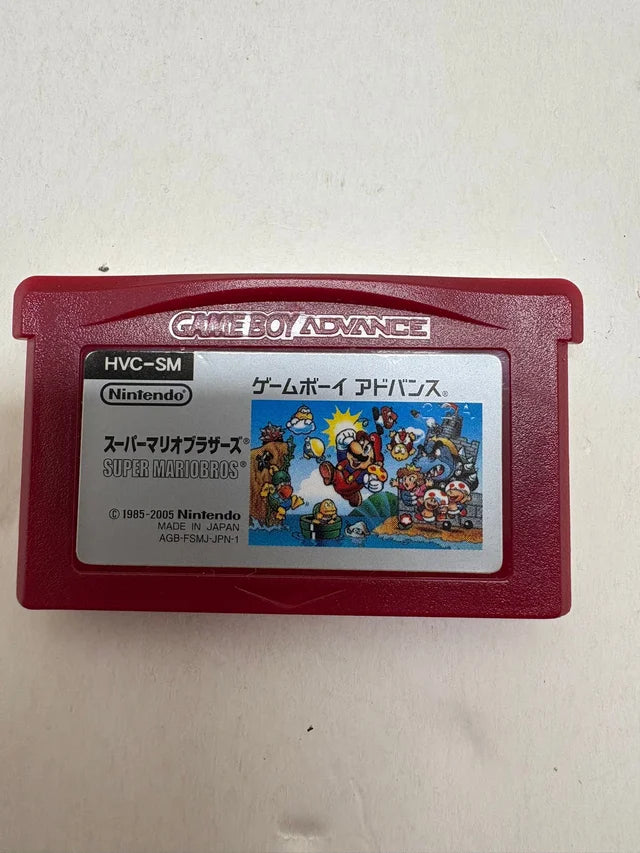 GAME BOY ADVANCE
HVC-SM
Nintendo®
ゲームボーイ アドバンス®
スーパーマリオブラザーズ®
SUPER MARIOBROS®
© 1985-2005 Nintendo
MADE IN JAPAN
AGB-FSMJ-JPN-1